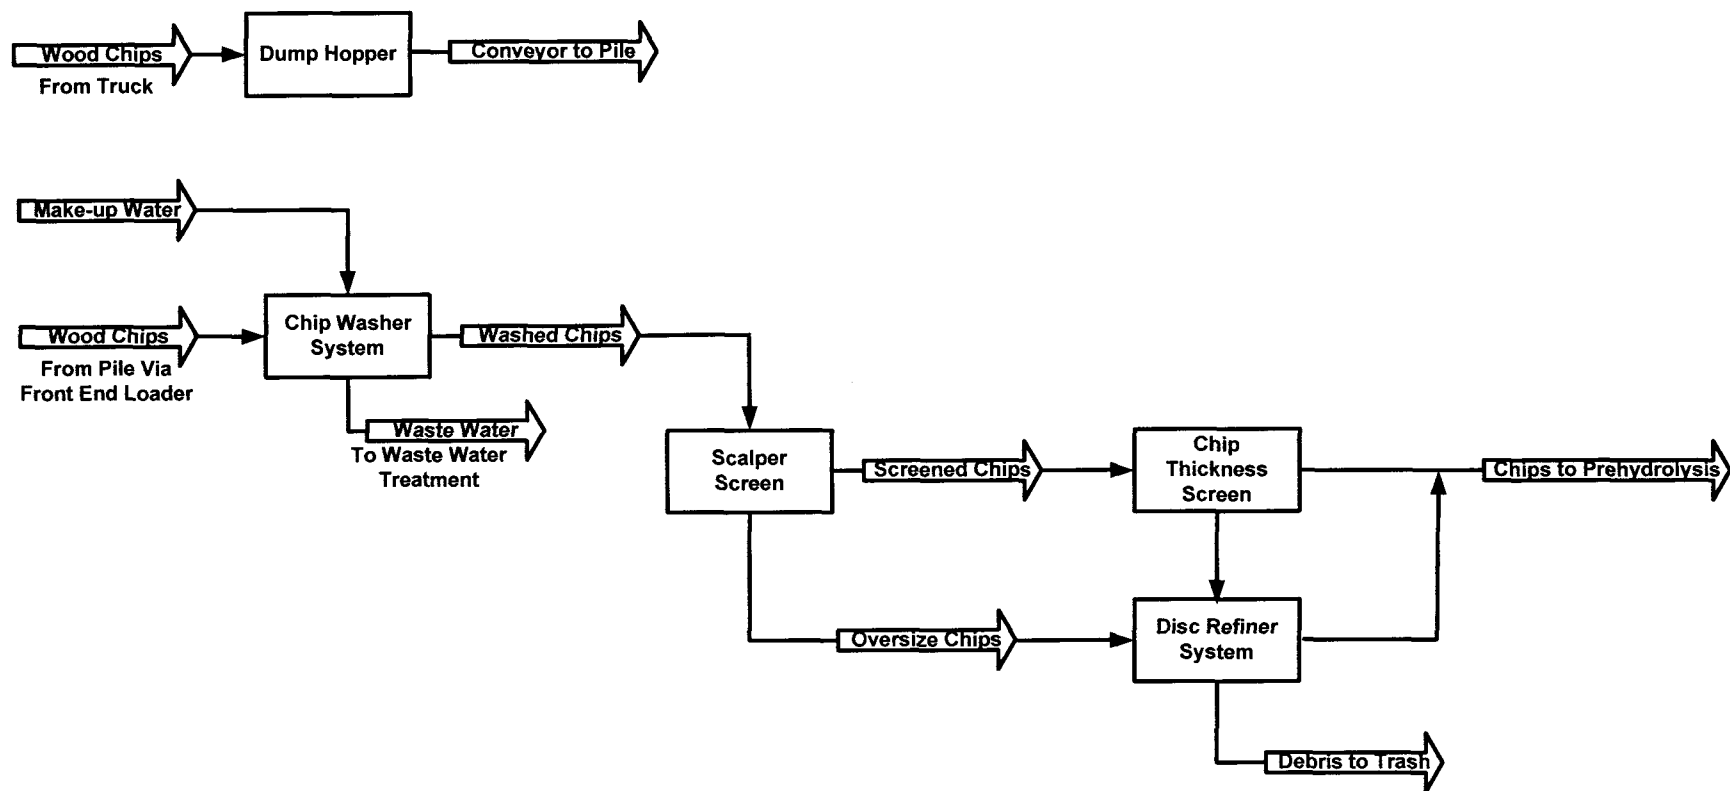 Wood Chips
From Truck
Dump Hopper
Conveyor to Pile
Make-up Water
Wood Chips
From Pile Via
Front End Loader
Chip Washer
System
Washed Chips
Waste Water
To Waste Water
Treatment
Scalper
Screen
Screened Chips
Chip
Thickness
Screen
Chips to Prehydrolysis
Oversize Chips
Disc Refiner
System
Debris to Trash